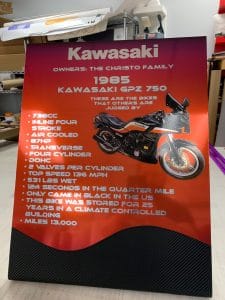 Kawasaki
OWNERS: THE CHRISTO FAMILY
1985
KAWASAKI GPZ 750
THESE ARE THE BIKES
THAT OTHERS ARE
JUDGED BY
• 738CC
• INLINE FOUR
STROKE
• AIR COOLED
• 87HP
• TRANSVERSE
• FOUR CYLINDER
• DOHC
• 2 VALVES PER CYLINDER
• TOP SPEED 136 MPH
• 531 LBS WET
• 12.4 SECONDS IN THE QUARTER MILE
• ONLY CAME IN BLACK IN THE US
• THIS BIKE WAS STORED FOR 25
YEARS IN A CLIMATE CONTROLLED
BUILDING
• MILES 13,000